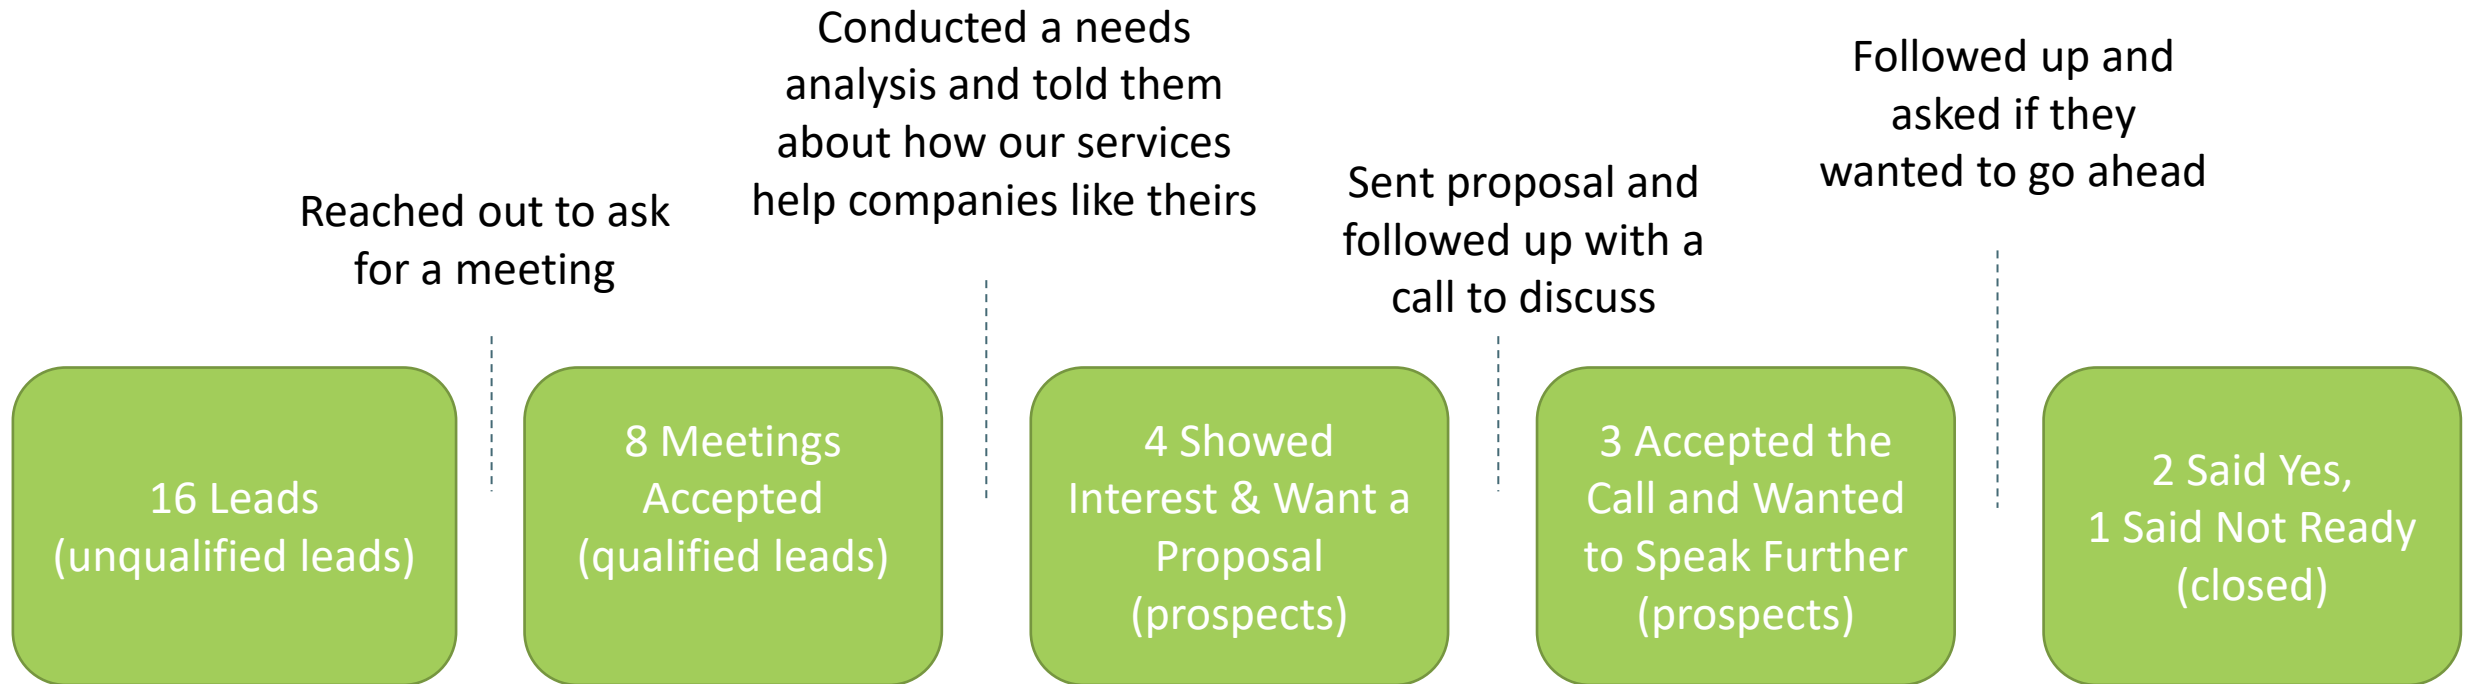 Reached out to ask
for a meeting
Conducted a needs
analysis and told them
about how our services
help companies like theirs
Sent proposal and
followed up with a
call to discuss
Followed up and
asked if they
wanted to go ahead
16 Leads
(unqualified leads)
8 Meetings
Accepted
(qualified leads)
4 Showed
Interest & Want a
Proposal
(prospects)
3 Accepted the
Call and Wanted
to Speak Further
(prospects)
2 Said Yes,
1 Said Not Ready
(closed)